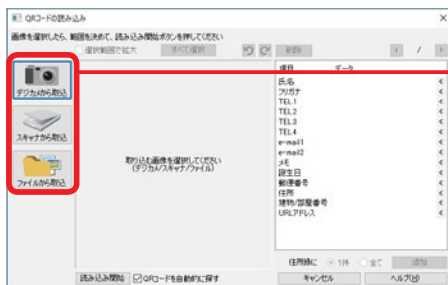 QRコードの読み込み
画像を選択したら、範囲を決めて、読み込み開始ボタンを押してください
選択範囲で拡大
すべて選択
削除
/
デジカメから取込
スキャナから取込
ファイルから取込
取り込む画像を選択してください
(デジカメ/スキャナ/ファイル)
項目 データ
氏名 <
フリガナ <
TEL1 <
TEL2 <
TEL3 <
TEL4 <
e-mail1 <
e-mail2 <
メモ <
誕生日 <
郵便番号 <
住所 <
建物/部屋番号 <
URLアドレス <
住所録に 1件 全て 追加
読み込み開始 QRコードを自動的に探す キャンセル ヘルプ(H)